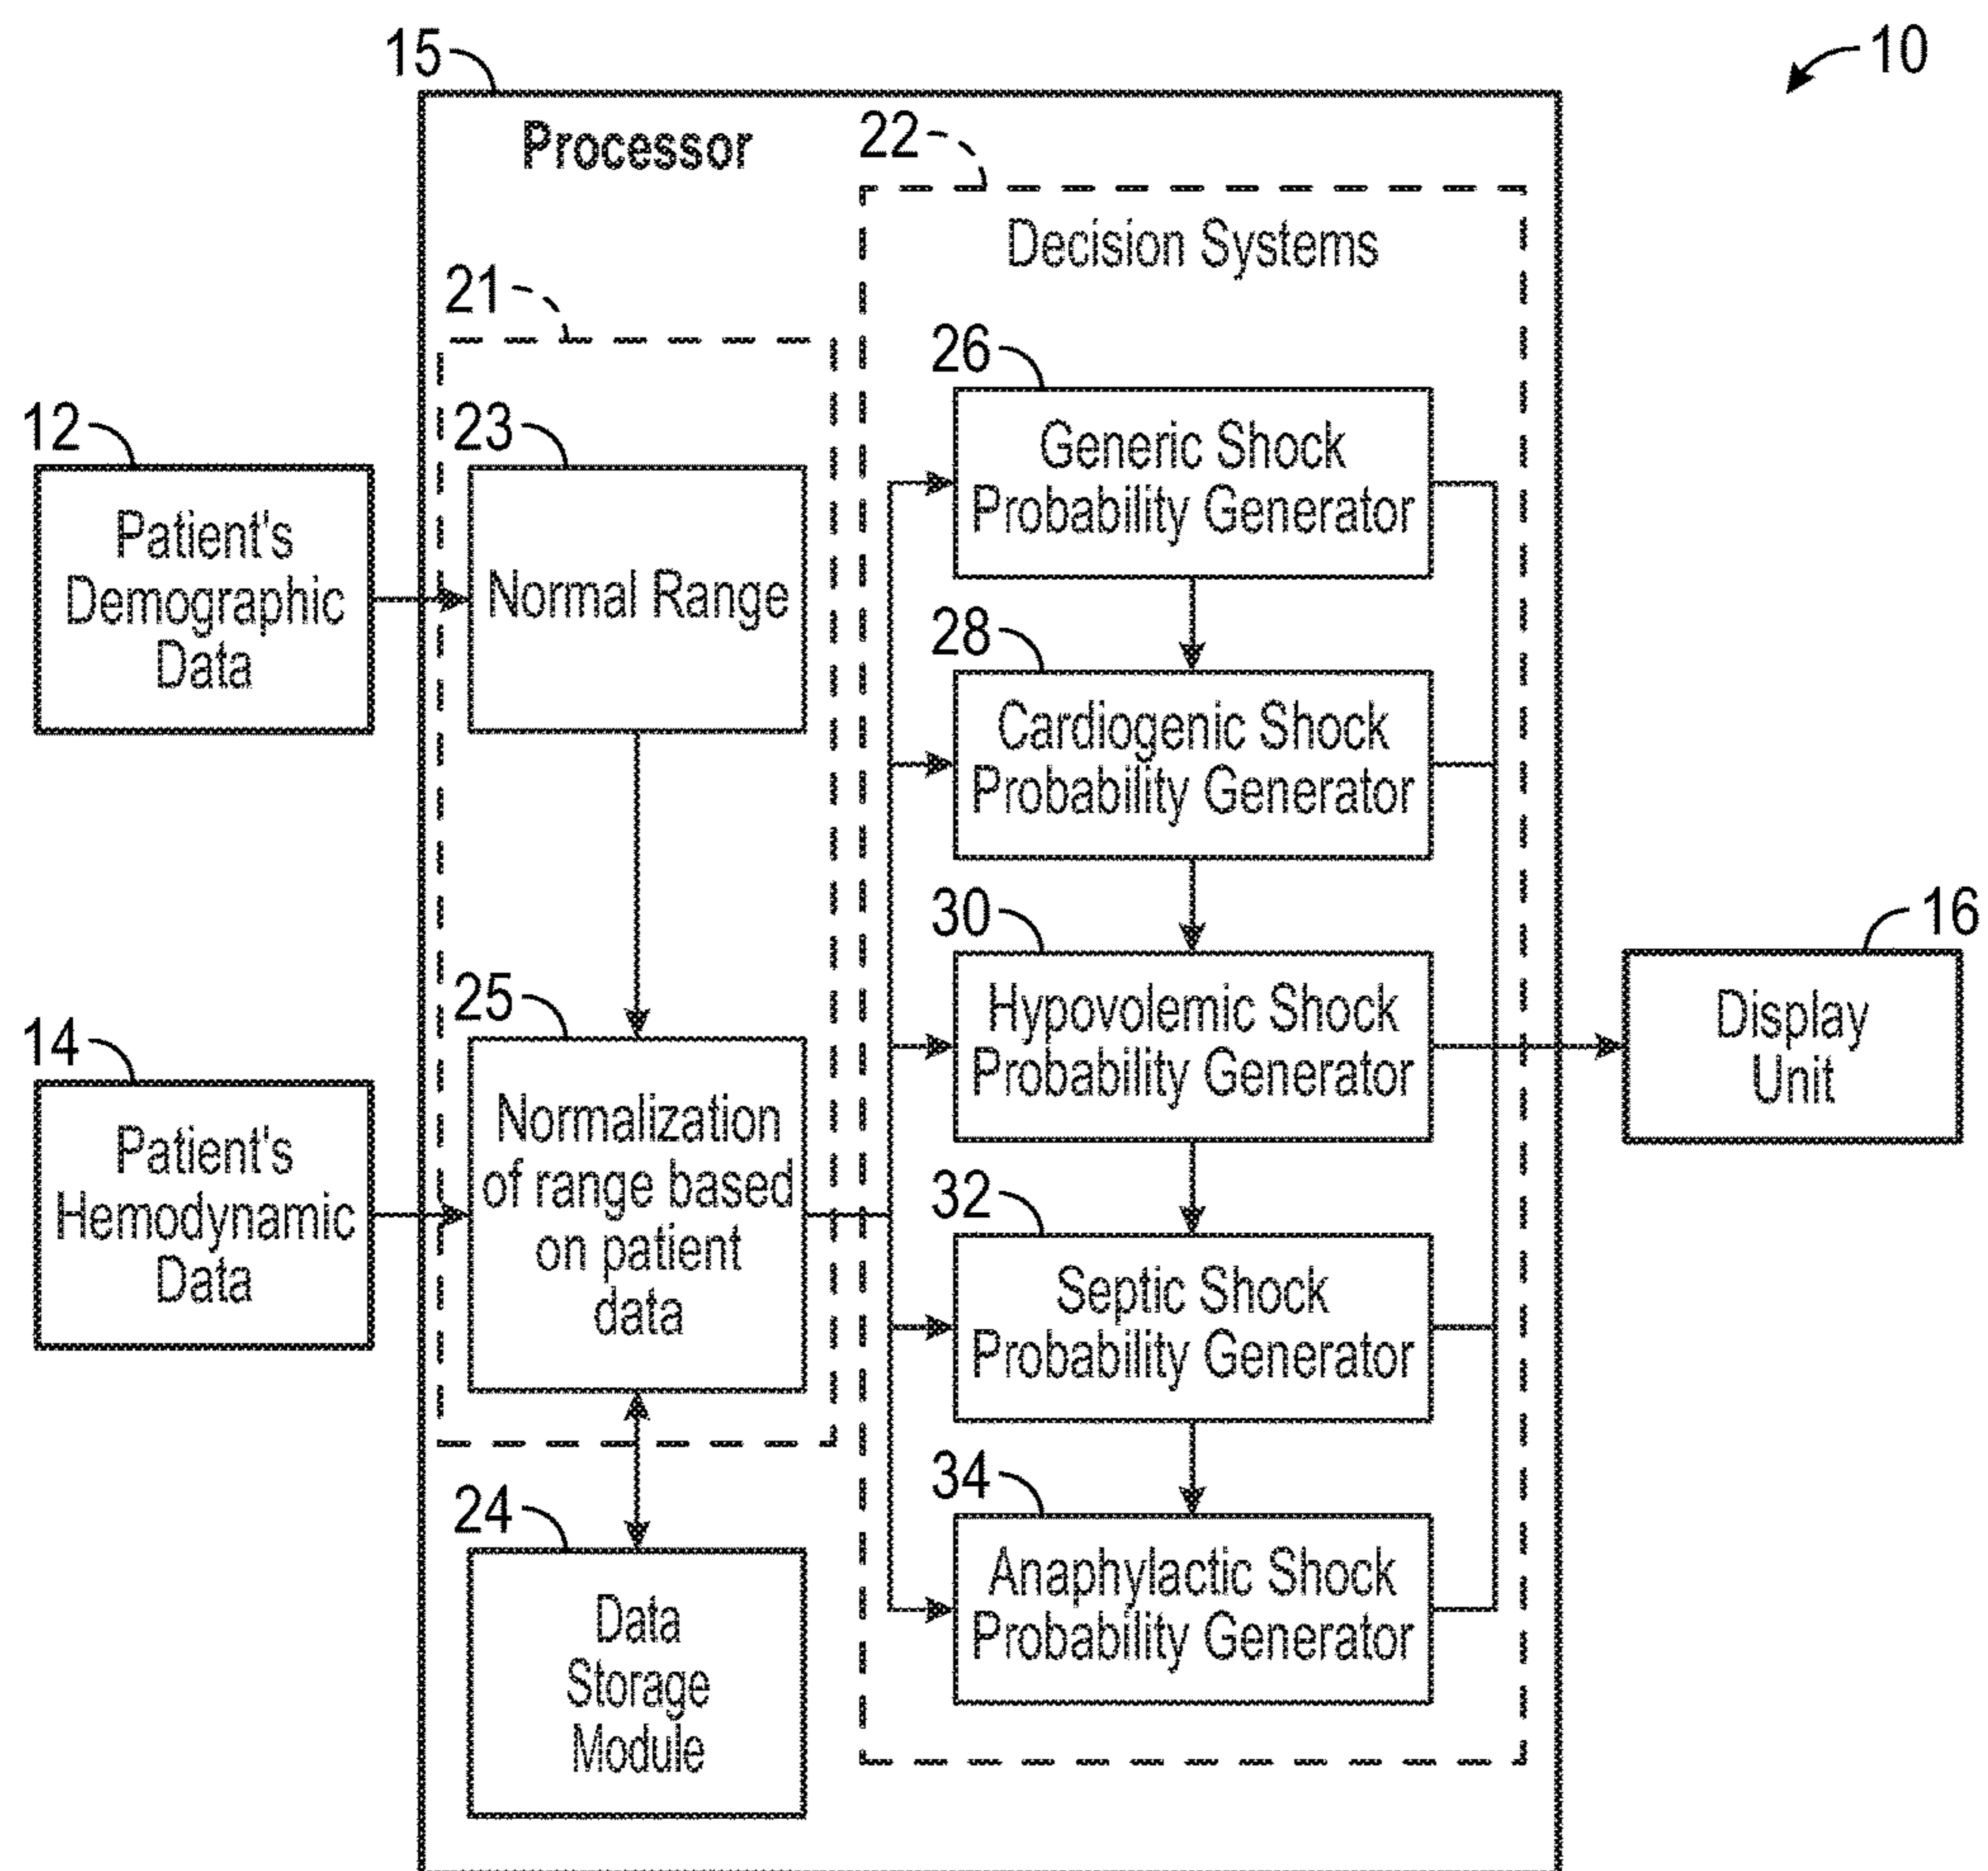 15
10
Processor
22
Decision Systems
21
26
Generic Shock
Probability Generator
12
Patient's
Demographic
Data
23
Normal Range
28
Cardiogenic Shock
Probability Generator
30
Hypovolemic Shock
Probability Generator
16
Display
Unit
14
Patient's
Hemodynamic
Data
25
Normalization
of range based
on patient
data
32
Septic Shock
Probability Generator
24
Data
Storage
Module
34
Anaphylactic Shock
Probability Generator